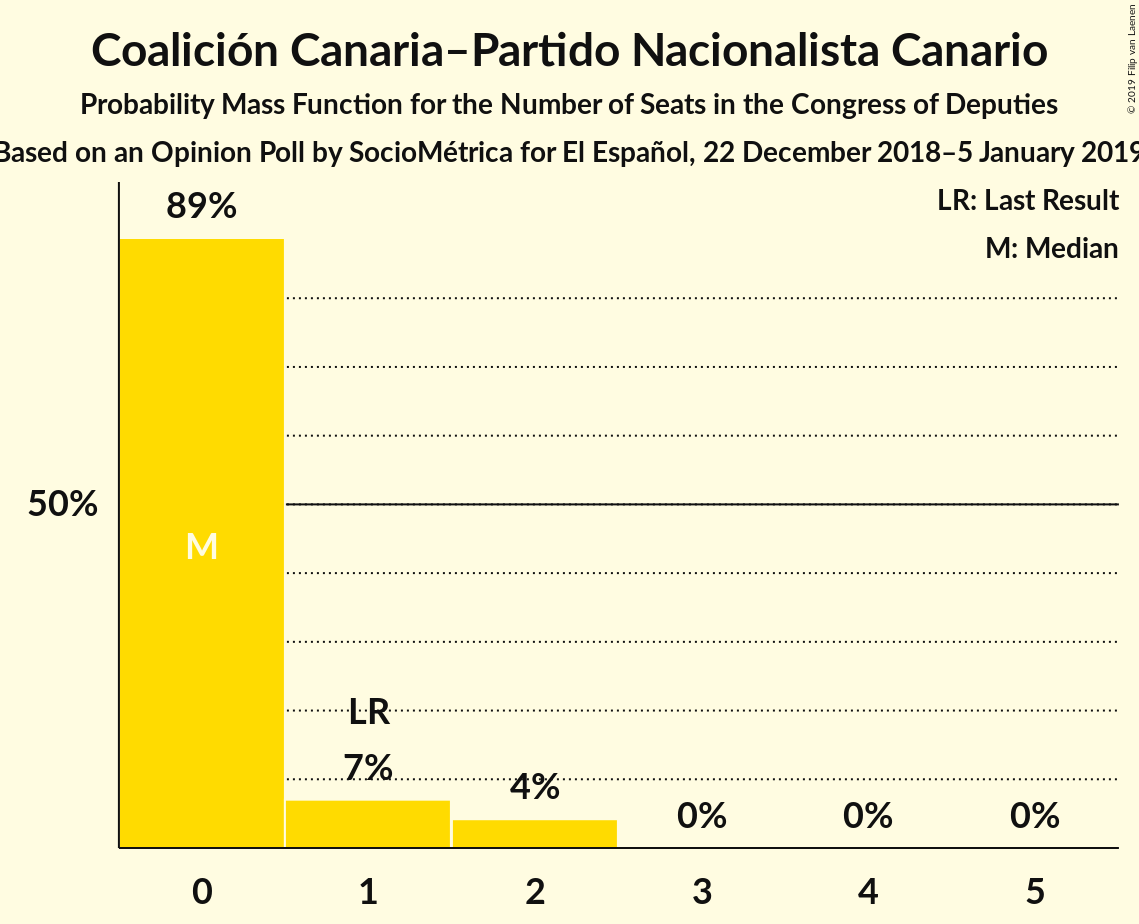 Coalición Canaria–Partido Nacionalista Canario
Probability Mass Function for the Number of Seats in the Congress of Deputies
Based on an Opinion Poll by SocioMétrica for El Español, 22 December 2018–5 January 2019
© 2019 Filip van Laenen
LR: Last Result
M: Median
89%
50%
M
LR
7%
4%
0%
0%
0%
0
1
2
3
4
5